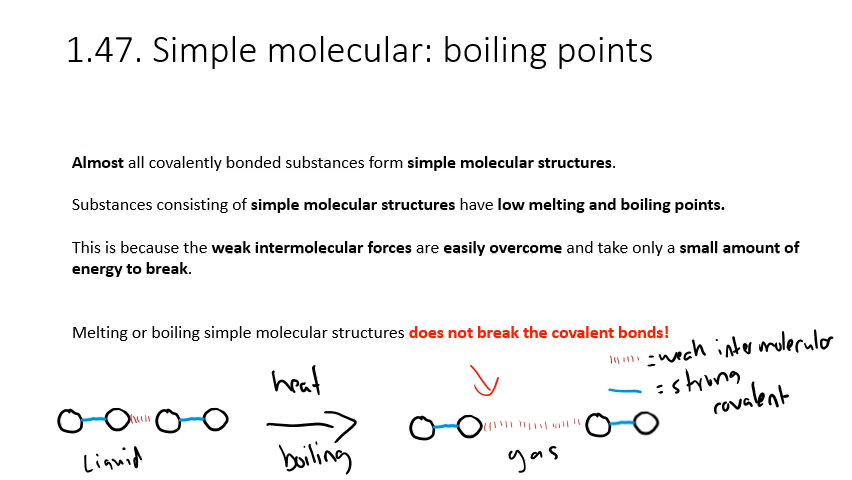 1.47. Simple molecular: boiling points
Almost all covalently bonded substances form simple molecular structures.
Substances consisting of simple molecular structures have low melting and boiling points.
This is because the weak intermolecular forces are easily overcome and take only a small amount of
energy to break.
Melting or boiling simple molecular structures does not break the covalent bonds!
= weak intermolecular
= strong
covalent
heat
boiling
Liquid
gas